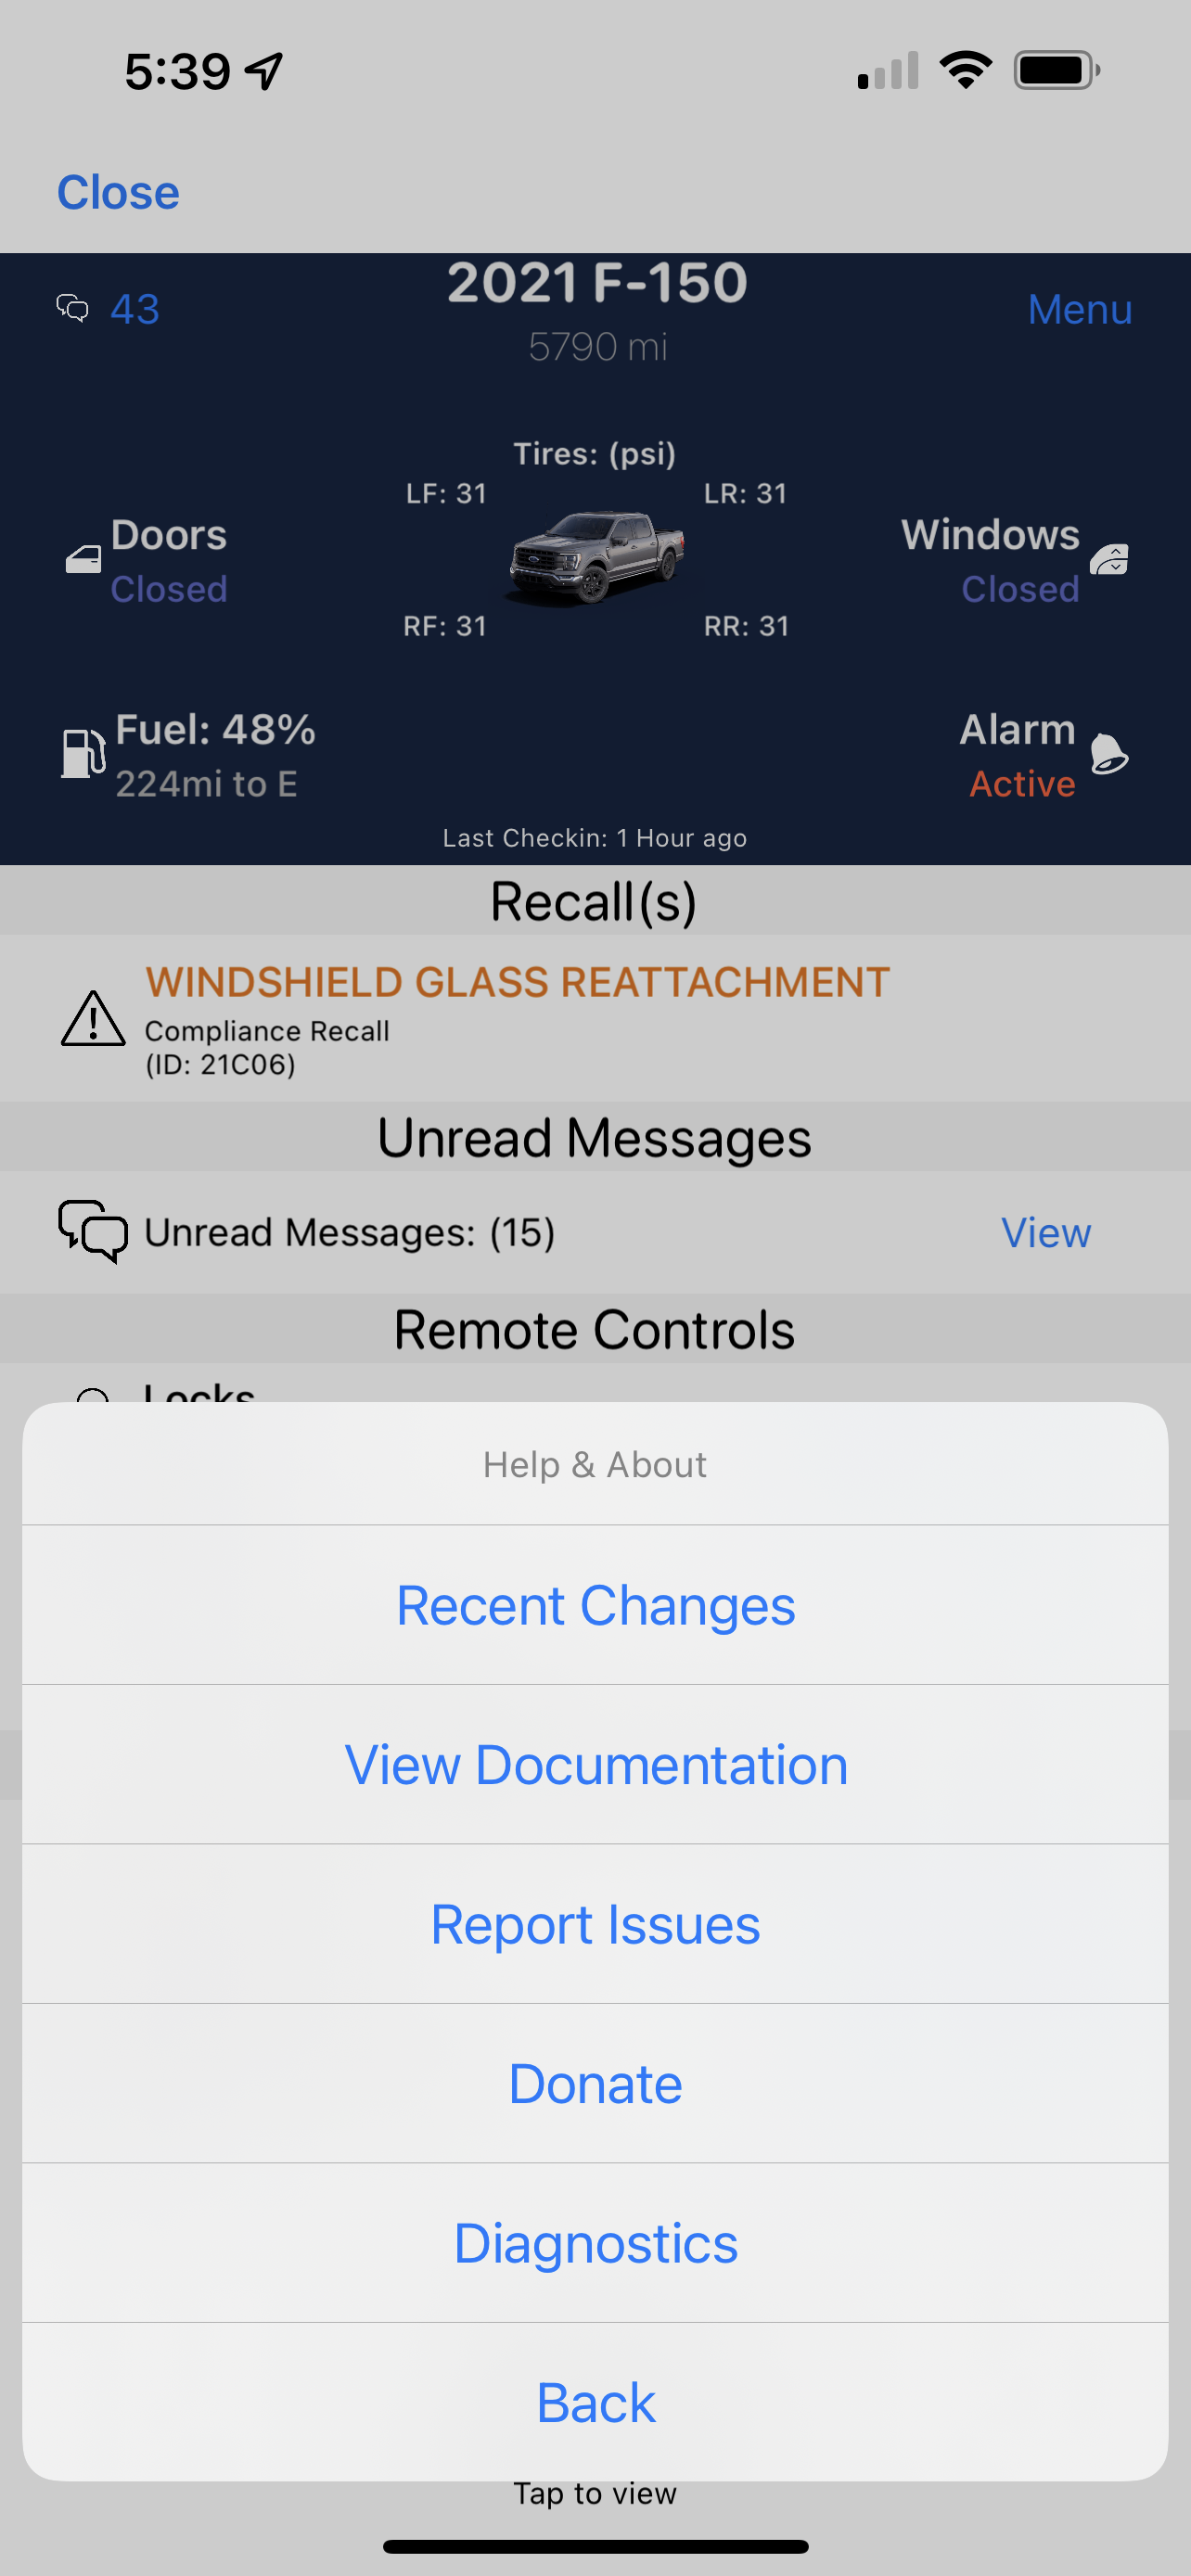 5:39
Close
43
2021 F-150
Menu
5790 mi
Tires: (psi)
LF: 31
LR: 31
Doors
Closed
Windows
Closed
RF: 31
RR: 31
Fuel: 48%
224mi to E
Alarm
Active
Last Checkin: 1 Hour ago
Recall(s)
WINDSHIELD GLASS REATTACHMENT
Compliance Recall
(ID: 21C06)
Unread Messages
Unread Messages: (15)
View
Remote Controls
Locks
Help & About
Recent Changes
View Documentation
Report Issues
Donate
Diagnostics
Back
Tap to view